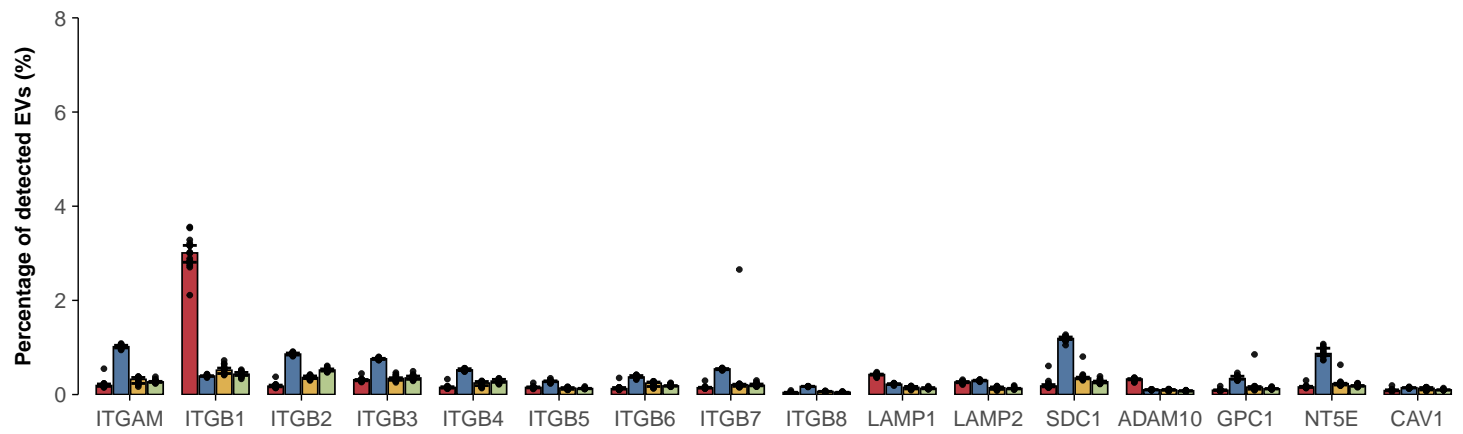 Percentage of detected EVs (%)
8
6
4
2
0
ITGAM ITGB1 ITGB2 ITGB3 ITGB4 ITGB5 ITGB6 ITGB7 ITGB8 LAMP1 LAMP2 SDC1 ADAM10 GPC1 NT5E CAV1